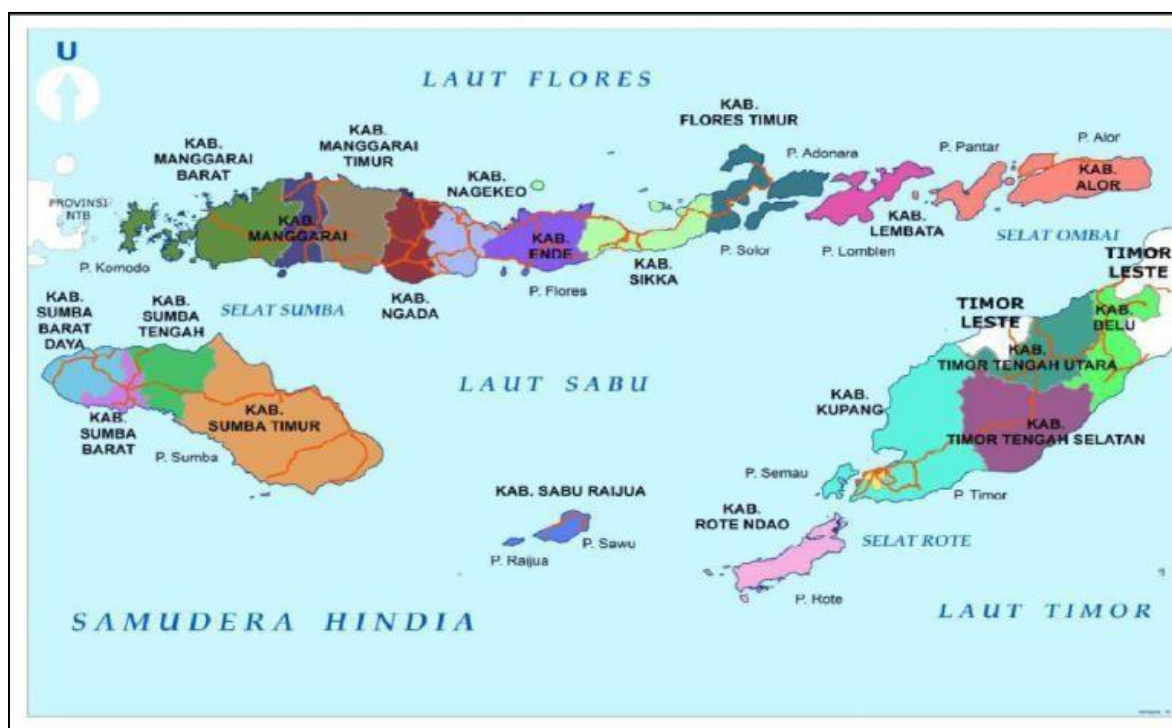 U
LAUT FLORES
KAB.
FLORES TIMUR
KAB.
MANGGARAI
TIMUR
KAB.
MANGGARAI
BARAT
P. Adonara
P. Pantar
P. Alor
KAB.
NAGEKEO
KAB.
ALOR
PROVINSI
NTB
KAB.
MANGGARAI
KAB.
LEMBATA
KAB.
ENDE
P. Solor
P. Lomblen
SELAT OMBAI
P. Komodo
KAB.
SIKKA
P. Flores
TIMOR
LESTE
KAB.
SUMBA
BARAT
DAYA
KAB.
SUMBA
TENGAH
SELAT SUMBA
KAB.
NGADA
TIMOR
LESTE
KAB.
BELU
KAB.
TIMOR TENGAH UTARA
LAUT SABU
KAB.
KUPANG
KAB.
SUMBA TIMUR
KAB.
SUMBA
BARAT
KAB.
TIMOR TENGAH SELATAN
P. Sumba
P. Semau
P. Timor
KAB. SABU RAIJUA
KAB.
ROTE NDAO
P. Sawu
P. Raijua
SELAT ROTE
P. Rote
SAMUDERA HINDIA
LAUT TIMOR